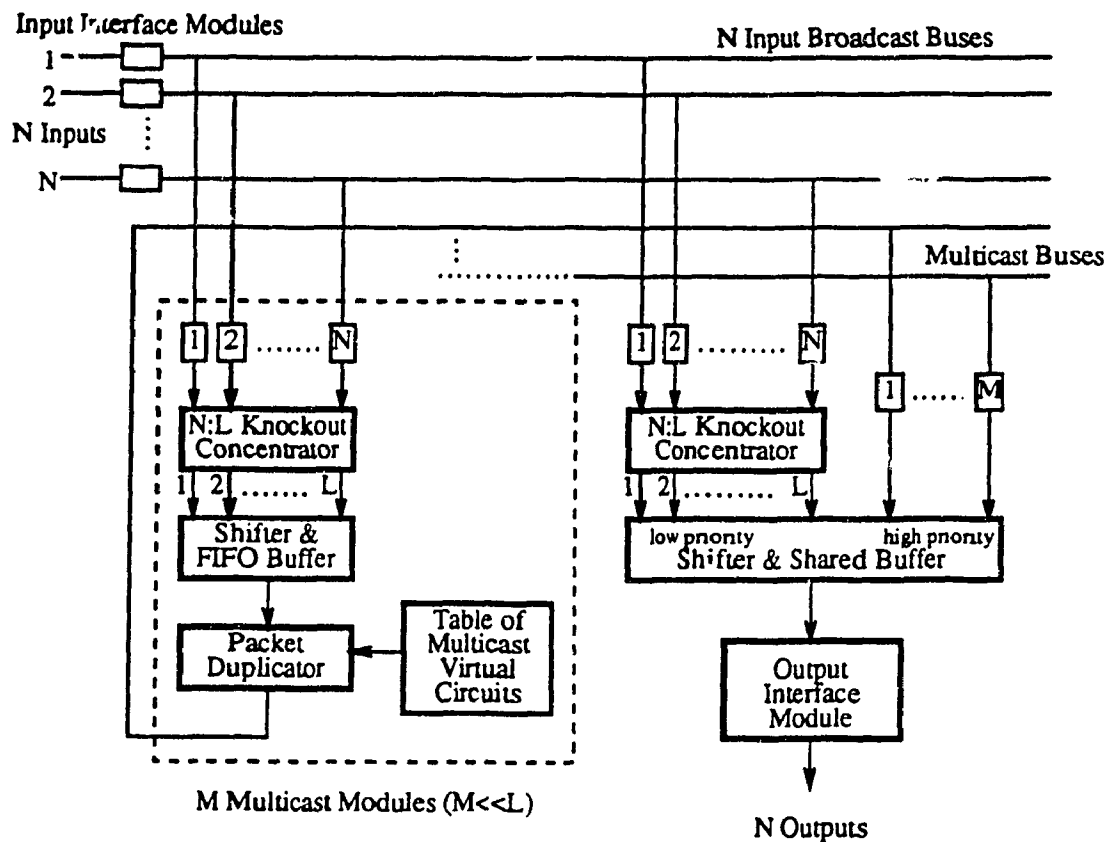 Input Interface Modules
N Input Broadcast Buses
1
2
N Inputs
N
Multicast Buses
1 2 ....... N
1 2 ......... N
1 ...... M
N:L Knockout
Concentrator
N:L Knockout
Concentrator
1 2 ....... L
1 2 ......... L
Shifter &
FIFO Buffer
low priority high priority
Shifter & Shared Buffer
Packet
Duplicator
Table of
Multicast
Virtual
Circuits
Output
Interface
Module
M Multicast Modules (M<<L)
N Outputs